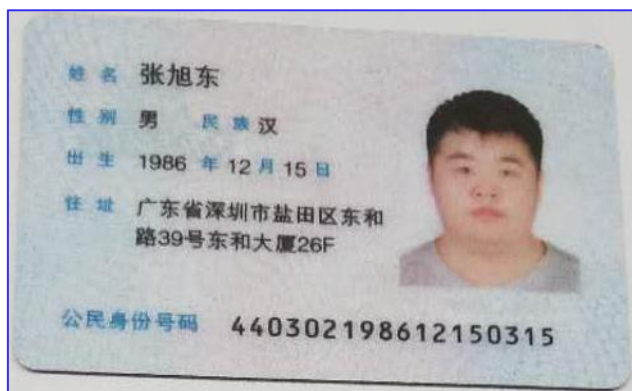 姓名 张旭东
性别 男 民族 汉
出生 1986 年 12 月 15 日
住址 广东省深圳市盐田区东和
路39号东和大厦26F
公民身份号码 440302198612150315